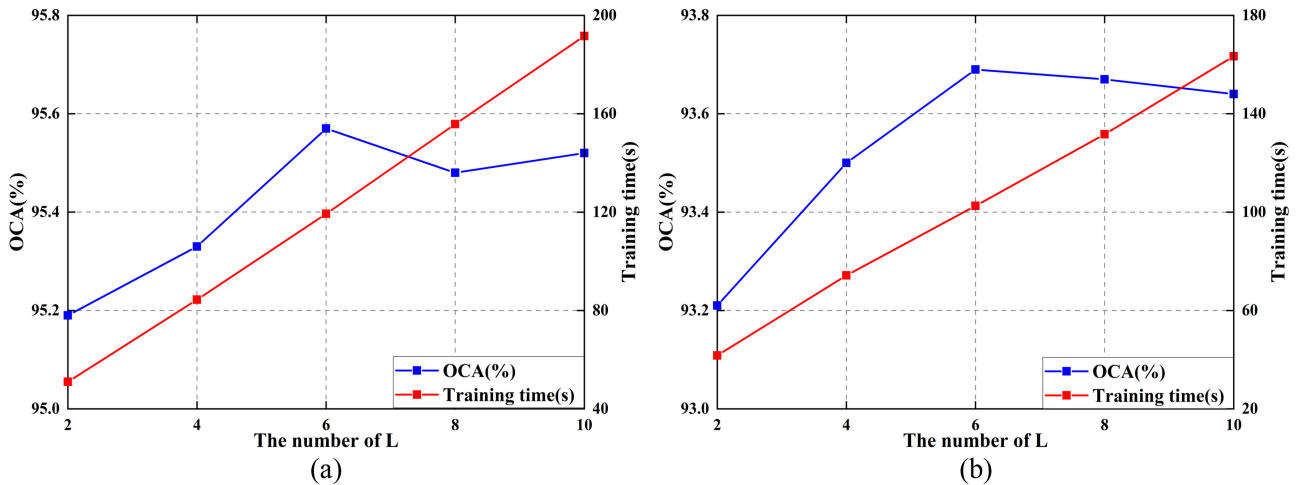 95.8
95.6
95.4
95.2
95.0
OCA(%)
200
160
120
80
40
Training time(s)
OCA(%)
Training time(s)
2 4 6 8 10
The number of L
(a)
93.8
93.6
93.4
93.2
93.0
OCA(%)
180
140
100
60
20
Training time(s)
OCA(%)
Training time(s)
2 4 6 8 10
The number of L
(b)